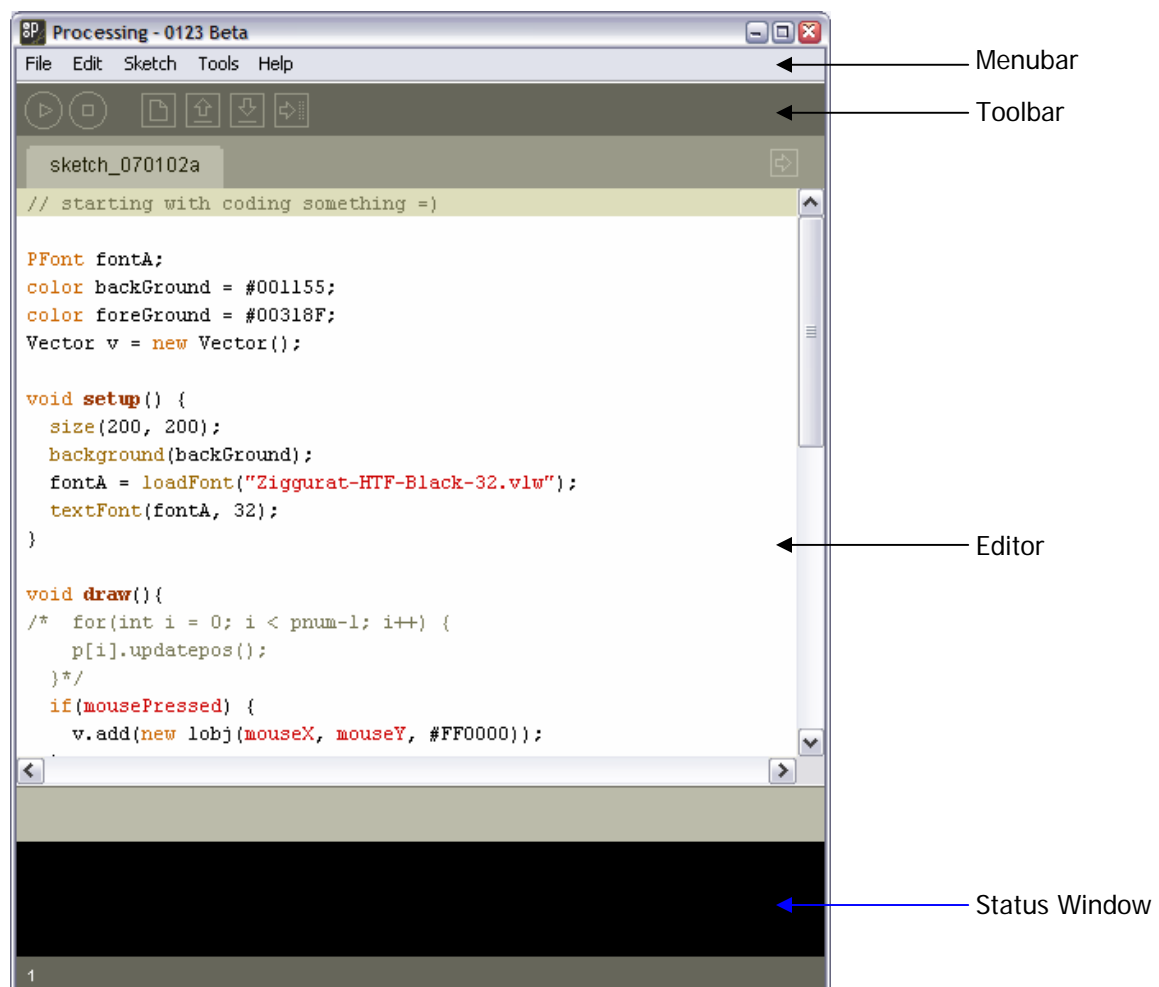 Processing - 0123 Beta
File Edit Sketch Tools Help
Menubar
Toolbar
sketch_070102a
// starting with coding something =)
PFont fontA;
color backGround = #001155;
color foreGround = #00318F;
Vector v = new Vector();
void setup() {
size(200, 200);
background(backGround);
fontA = loadFont("Ziggurat-HTF-Black-32.vlw");
textFont(fontA, 32);
}
Editor
void draw(){
/* for(int i = 0; i < pnum-1; i++) {
p[i].updatepos();
}*/
if(mousePressed) {
v.add(new lobj(mouseX, mouseY, #FF0000));
Status Window
1